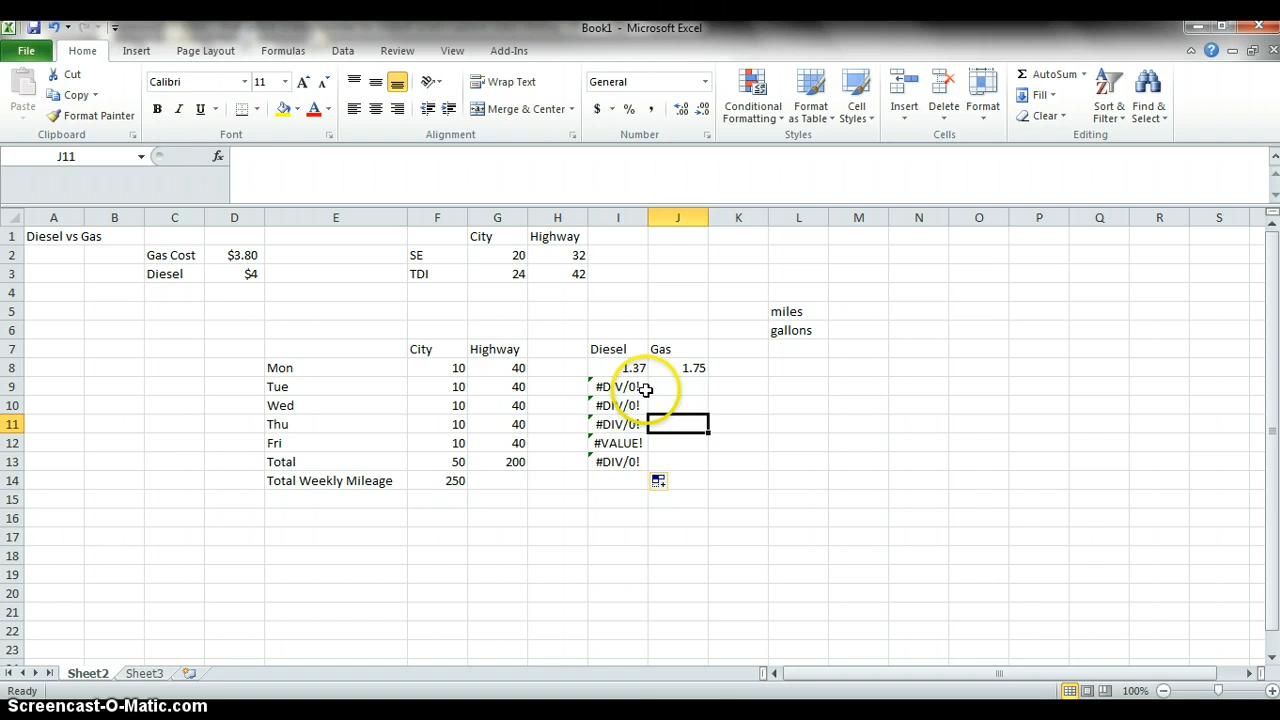 Book1 - Microsoft Excel
File Home Insert Page Layout Formulas Data Review View Add-Ins
Paste Cut Copy Format Painter Clipboard
Calibri 11 Font
Wrap Text Merge & Center Alignment
General $ % , Number
Conditional Formatting Format as Table Cell Styles Styles
Insert Delete Format Cells
AutoSum Fill Clear Sort & Filter Find & Select Editing
J11 fx
A B C D E F G H I J K L M N O P Q R S
1 Diesel vs Gas City Highway
2 Gas Cost $3.80 SE 20 32
3 Diesel $4 TDI 24 42
4
5 miles
6 gallons
7 City Highway Diesel Gas
8 Mon 10 40 1.37 1.75
9 Tue 10 40 #DIV/0!
10 Wed 10 40 #DIV/0!
11 Thu 10 40 #DIV/0!
12 Fri 10 40 #VALUE!
13 Total 50 200 #DIV/0!
14 Total Weekly Mileage 250
15
16
17
18
19
20
21
22
23
Sheet2 Sheet3
Ready 100%
Screencast-O-Matic.com